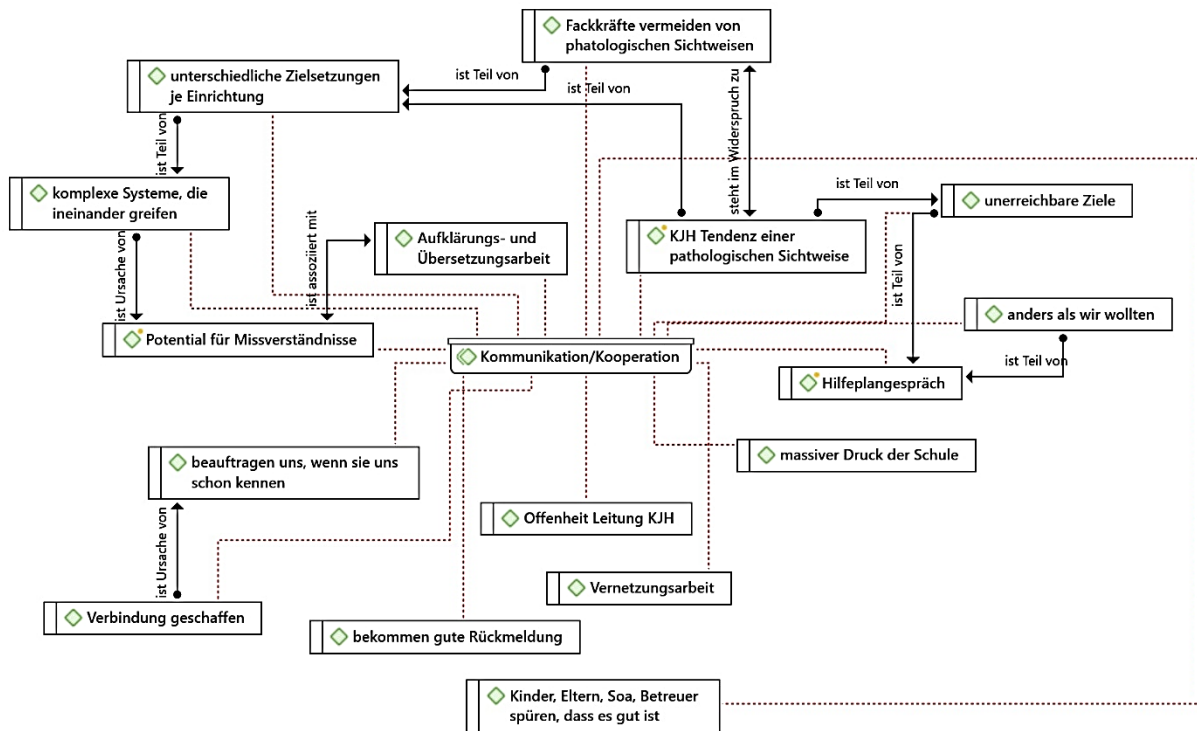 Fackkräfte vermeiden von
phatologischen Sichtweisen
unterschiedliche Zielsetzungen
je Einrichtung
ist Teil von
ist Teil von
ist Teil von
steht im Widerspruch zu
komplexe Systeme, die
ineinander greifen
ist Teil von
unerreichbare Ziele
Aufklärungs- und
Übersetzungsarbeit
KJH Tendenz einer
pathologischen Sichtweise
ist Ursache von
ist assoziiert mit
ist Teil von
anders als wir wollten
Potential für Missverständnisse
Kommunikation/Kooperation
ist Teil von
Hilfeplangespräch
beauftragen uns, wenn sie uns
schon kennen
massiver Druck der Schule
Offenheit Leitung KJH
ist Ursache von
Vernetzungsarbeit
Verbindung geschaffen
bekommen gute Rückmeldung
Kinder, Eltern, Soa, Betreuer
spüren, dass es gut ist